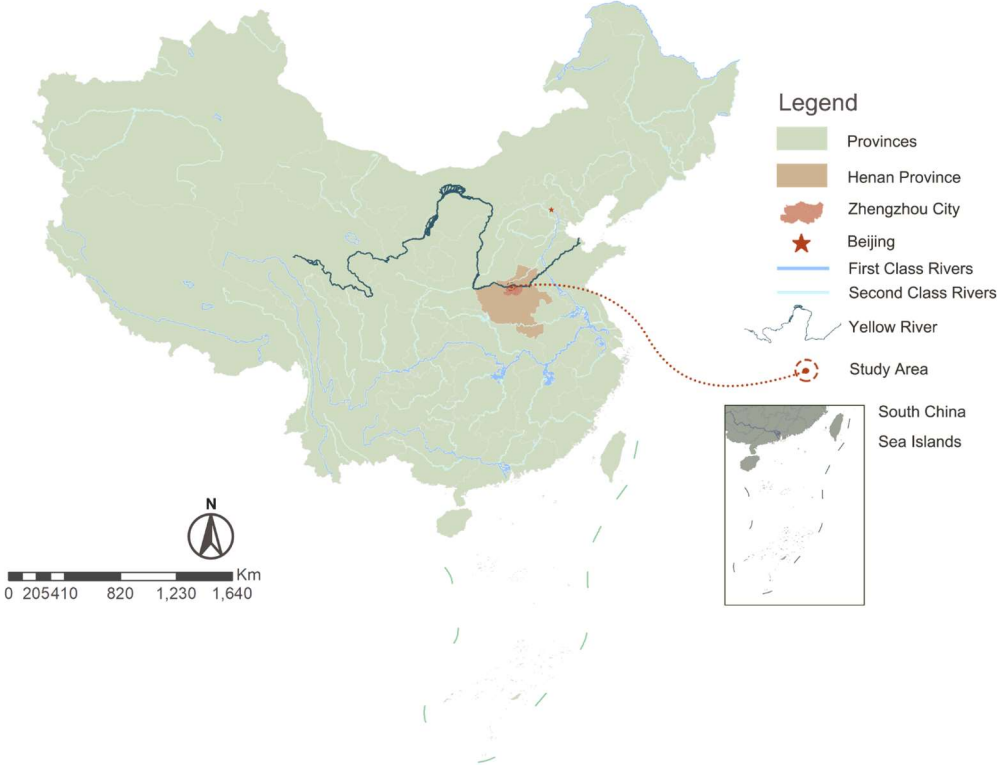 Legend
Provinces
Henan Province
Zhengzhou City
Beijing
First Class Rivers
Second Class Rivers
Yellow River
Study Area
South China
Sea Islands
N
Km
0 205410 820 1,230 1,640